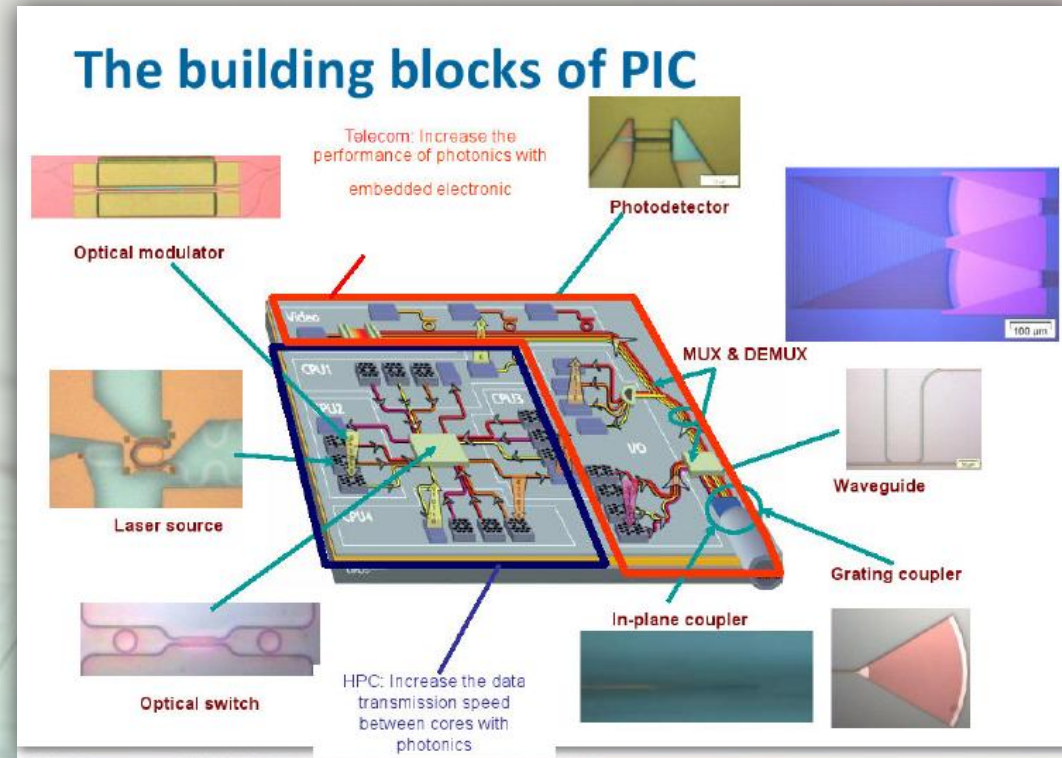 The building blocks of PIC
Telecom: Increase the
performance of photonics with
embedded electronic
Photodetector
Optical modulator
100 µm
Video
MUX & DEMUX
CPU1
CPU2
CPU3
I/O
Waveguide
Laser source
CPU4
Grating coupler
In-plane coupler
Optical switch
HPC: Increase the data
transmission speed
between cores with
photonics